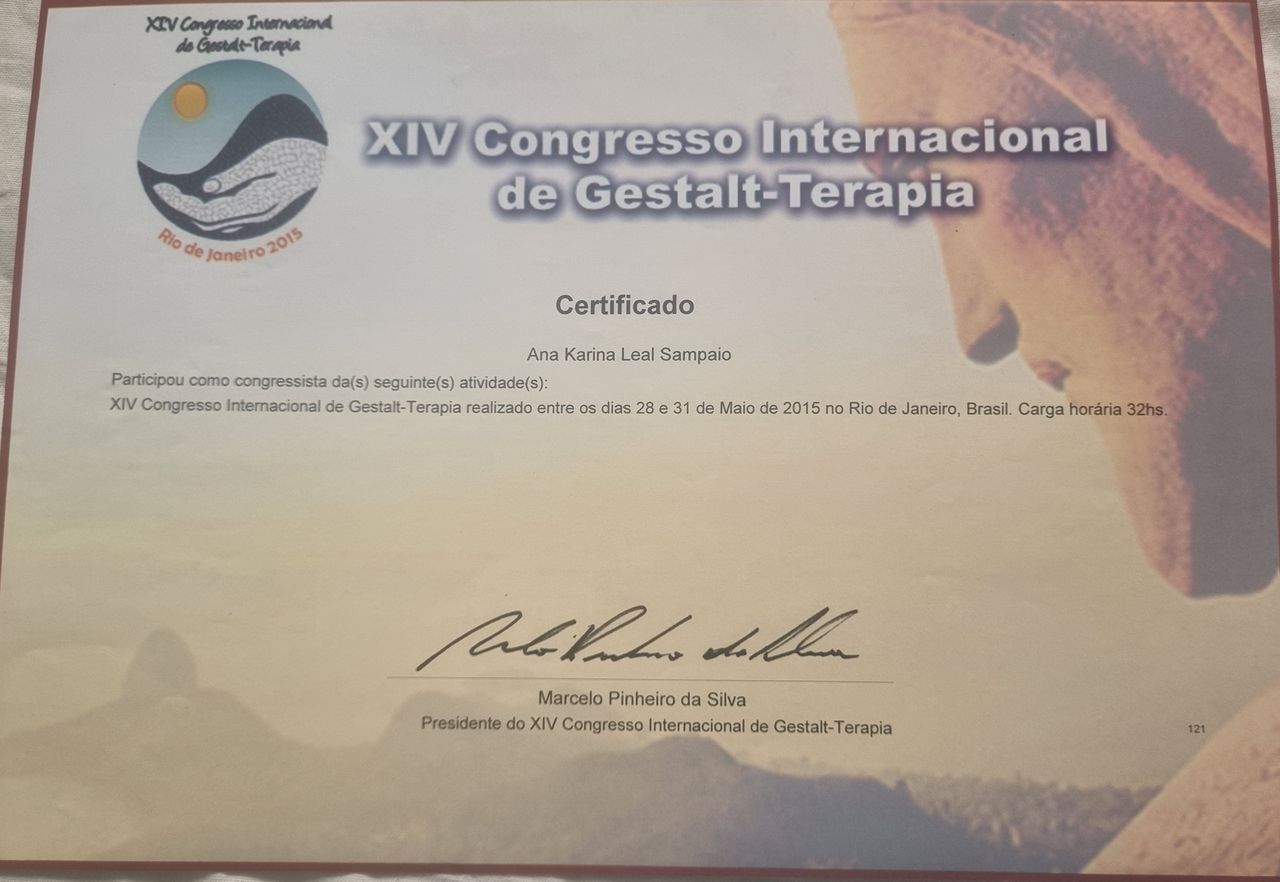 XIV Congresso Internacional
de Gestalt-Terapia
Rio de Janeiro 2015
XIV Congresso Internacional
de Gestalt-Terapia
Certificado
Ana Karina Leal Sampaio
Participou como congressista da(s) seguinte(s) atividade(s):
XIV Congresso Internacional de Gestalt-Terapia realizado entre os dias 28 e 31 de Maio de 2015 no Rio de Janeiro, Brasil. Carga horária 32hs.
Marcelo Pinheiro da Silva
Presidente do XIV Congresso Internacional de Gestalt-Terapia
121